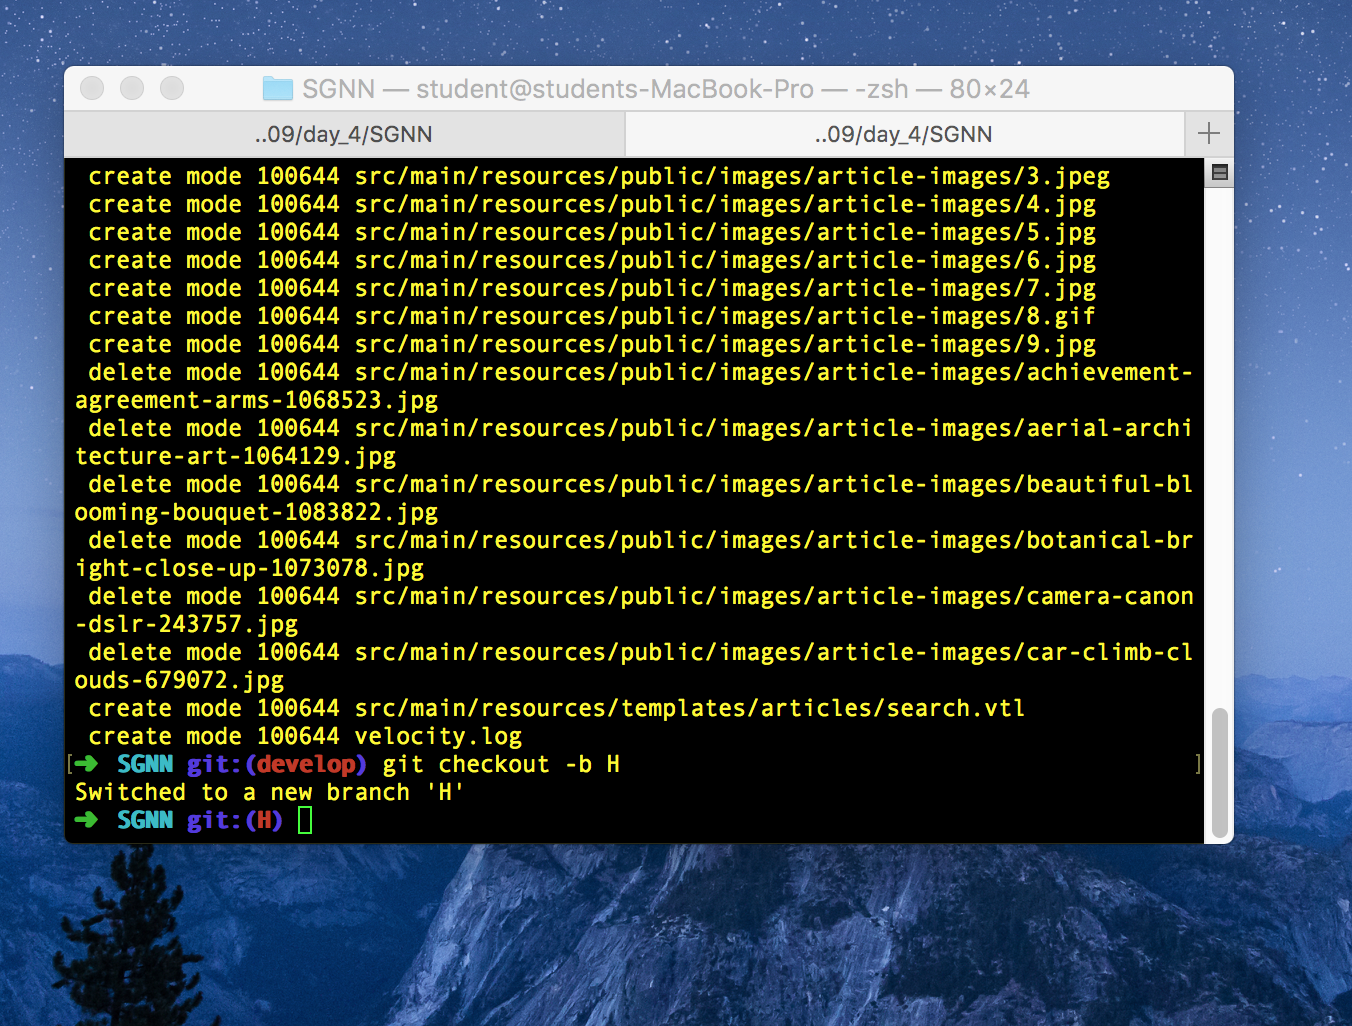 SGNN — student@students-MacBook-Pro — -zsh — 80×24
..09/day_4/SGNN ..09/day_4/SGNN +
create mode 100644 src/main/resources/public/images/article-images/3.jpeg
create mode 100644 src/main/resources/public/images/article-images/4.jpg
create mode 100644 src/main/resources/public/images/article-images/5.jpg
create mode 100644 src/main/resources/public/images/article-images/6.jpg
create mode 100644 src/main/resources/public/images/article-images/7.jpg
create mode 100644 src/main/resources/public/images/article-images/8.gif
create mode 100644 src/main/resources/public/images/article-images/9.jpg
delete mode 100644 src/main/resources/public/images/article-images/achievement-
agreement-arms-1068523.jpg
delete mode 100644 src/main/resources/public/images/article-images/aerial-archi
tecture-art-1064129.jpg
delete mode 100644 src/main/resources/public/images/article-images/beautiful-bl
ooming-bouquet-1083822.jpg
delete mode 100644 src/main/resources/public/images/article-images/botanical-br
ight-close-up-1073078.jpg
delete mode 100644 src/main/resources/public/images/article-images/camera-canon
-dslr-243757.jpg
delete mode 100644 src/main/resources/public/images/article-images/car-climb-cl
ouds-679072.jpg
create mode 100644 src/main/resources/templates/articles/search.vtl
create mode 100644 velocity.log
[➜ SGNN git:(develop) git checkout -b H ]
Switched to a new branch 'H'
➜ SGNN git:(H)